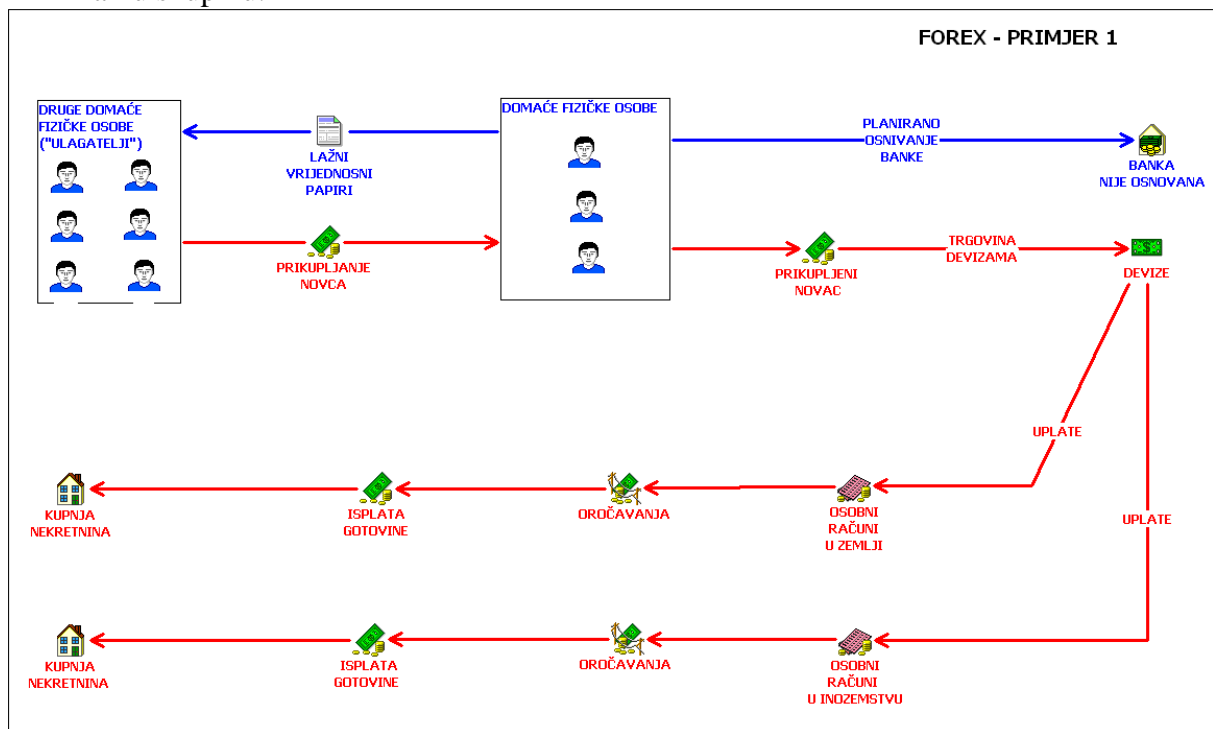 FOREX - PRIMJER 1
DRUGE DOMAĆE
FIZIČKE OSOBE
("ULAGATELJI")
LAŽNI
VRIJEDNOSNI
PAPIRI
DOMAĆE FIZIČKE OSOBE
PLANIRANO
OSNIVANJE
BANKE
BANKA
NIJE OSNOVANA
PRIKUPLJANJE
NOVCA
PRIKUPLJENI
NOVAC
TRGOVINA
DEVIZAMA
DEVIZE
UPLATE
UPLATE
KUPNJA
NEKRETNINA
ISPLATA
GOTOVINE
OROČAVANJA
OSOBNI
RAČUNI
U ZEMLJI
KUPNJA
NEKRETNINA
ISPLATA
GOTOVINE
OROČAVANJA
OSOBNI
RAČUNI
U INOZEMSTVU